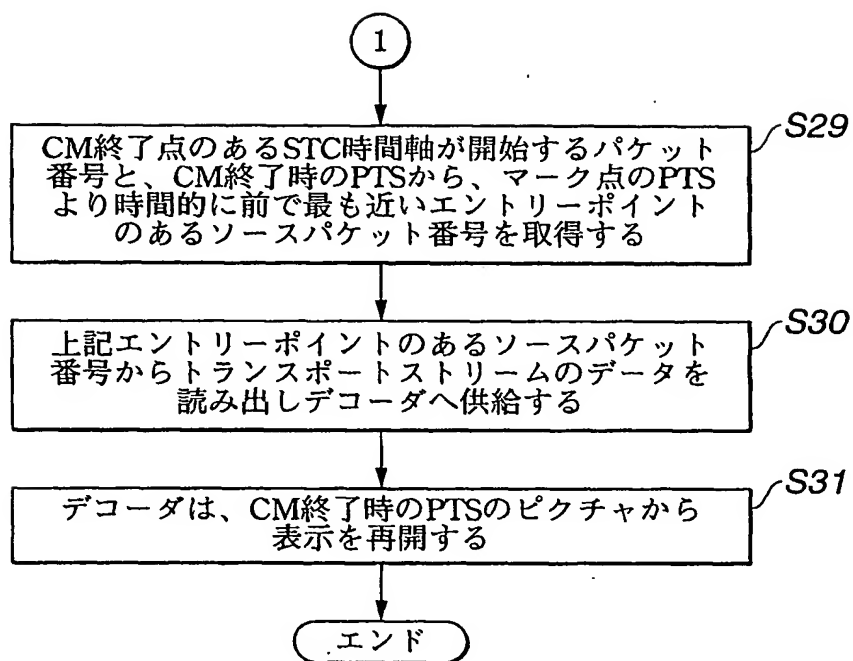 1
S29
CM終了点のあるSTC時間軸が開始するパケット
番号と、CM終了時のPTSから、マーク点のPTS
より時間的に前で最も近いエントリーポイント
のあるソースパケット番号を取得する
S30
上記エントリーポイントのあるソースパケット
番号からトランスポートストリームのデータを
読み出しデコーダへ供給する
S31
デコーダは、CM終了時のPTSのピクチャから
表示を再開する
エンド